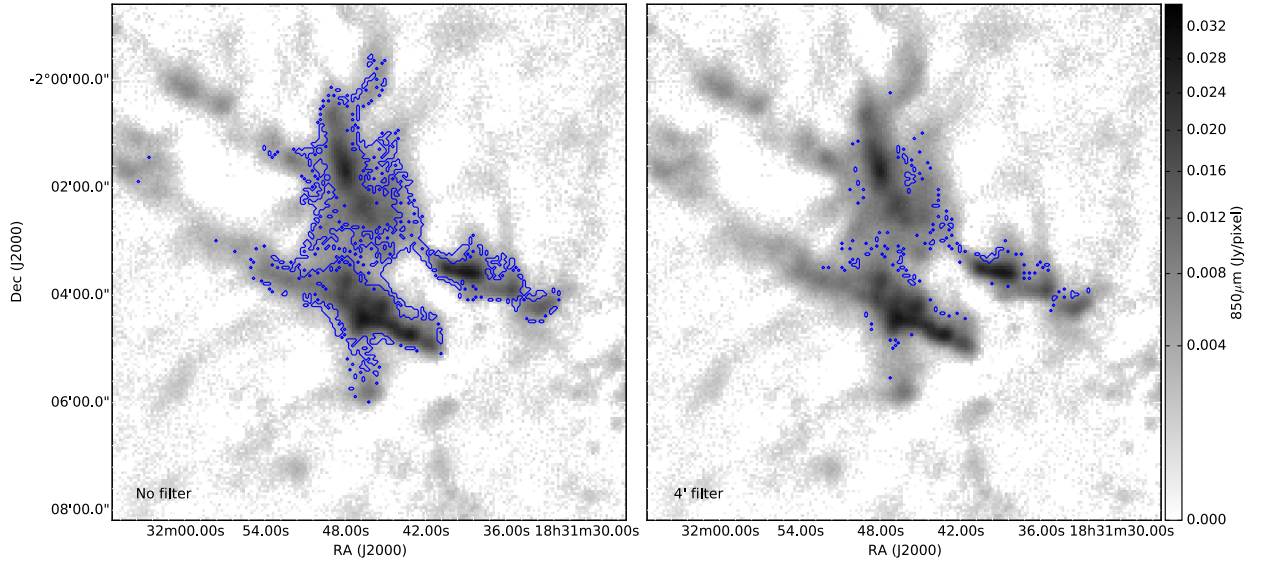 -2°00'00.0"
02'00.0"
04'00.0"
06'00.0"
08'00.0"
Dec (J2000)
No filter
32m00.00s 54.00s 48.00s 42.00s 36.00s 18h31m30.00s
RA (J2000)
4' filter
32m00.00s 54.00s 48.00s 42.00s 36.00s 18h31m30.00s
RA (J2000)
0.032
0.028
0.024
0.020
0.016
0.012
0.008
0.004
0.000
850μm (Jy/pixel)